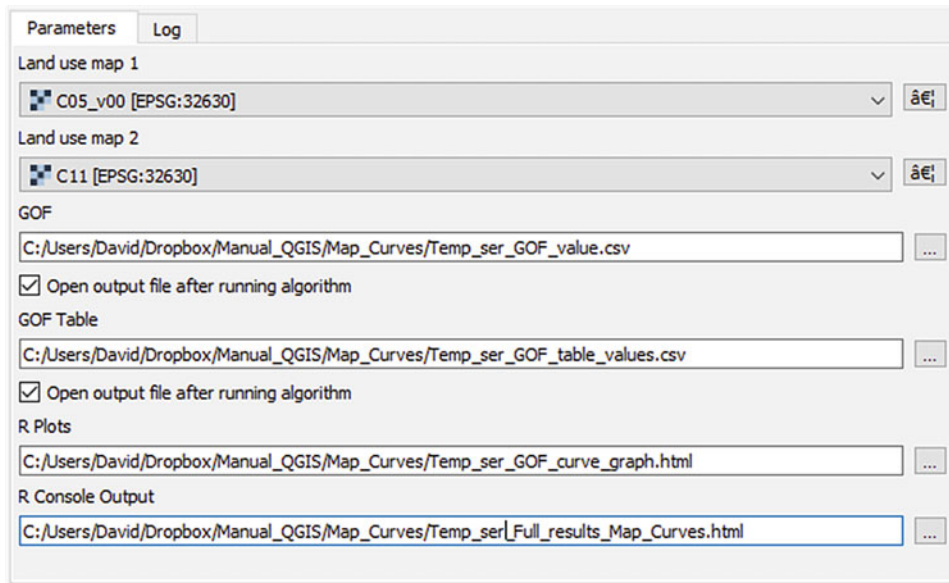 Parameters Log
Land use map 1
C05_v00 [EPSG:32630] â€¦
Land use map 2
C11 [EPSG:32630] â€¦
GOF
C:/Users/David/Dropbox/Manual_QGIS/Map_Curves/Temp_ser_GOF_value.csv ...
Open output file after running algorithm
GOF Table
C:/Users/David/Dropbox/Manual_QGIS/Map_Curves/Temp_ser_GOF_table_values.csv ...
Open output file after running algorithm
R Plots
C:/Users/David/Dropbox/Manual_QGIS/Map_Curves/Temp_ser_GOF_curve_graph.html ...
R Console Output
C:/Users/David/Dropbox/Manual_QGIS/Map_Curves/Temp_ser_Full_results_Map_Curves.html ...